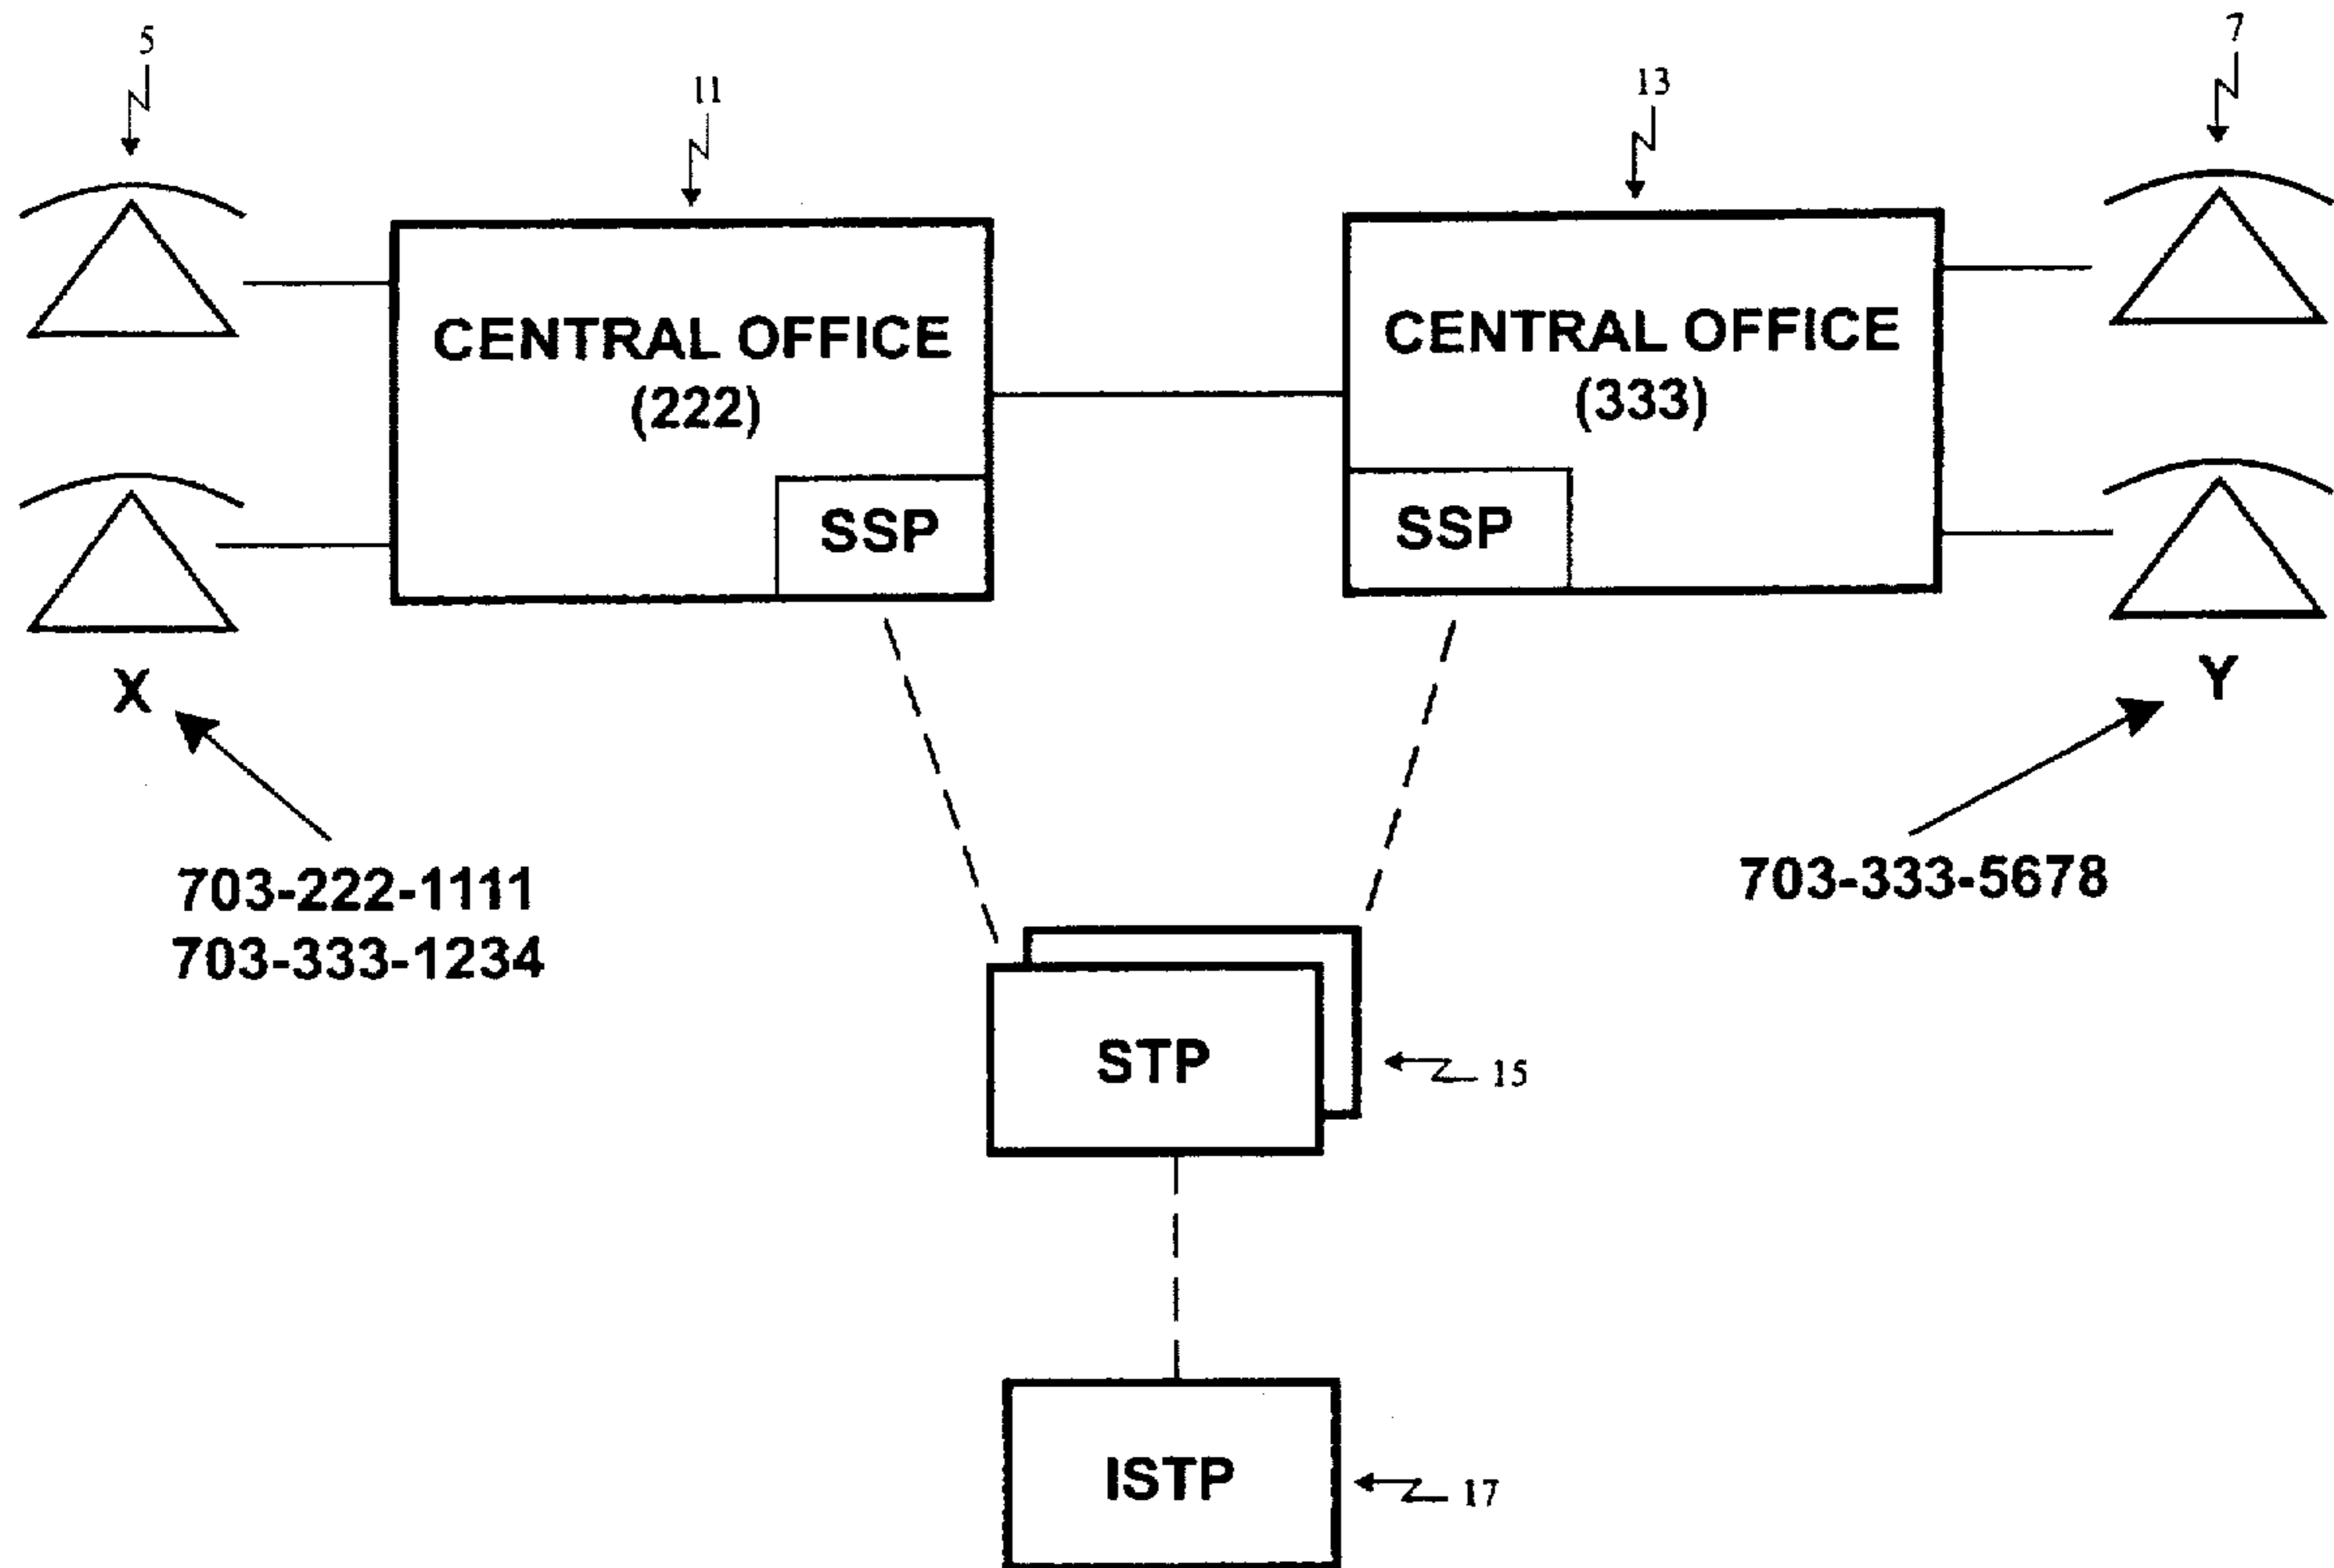 5
11
13
7
CENTRAL OFFICE
(222)
SSP
CENTRAL OFFICE
(333)
SSP
X
Y
703-222-1111
703-333-1234
703-333-5678
STP
15
ISTP
17